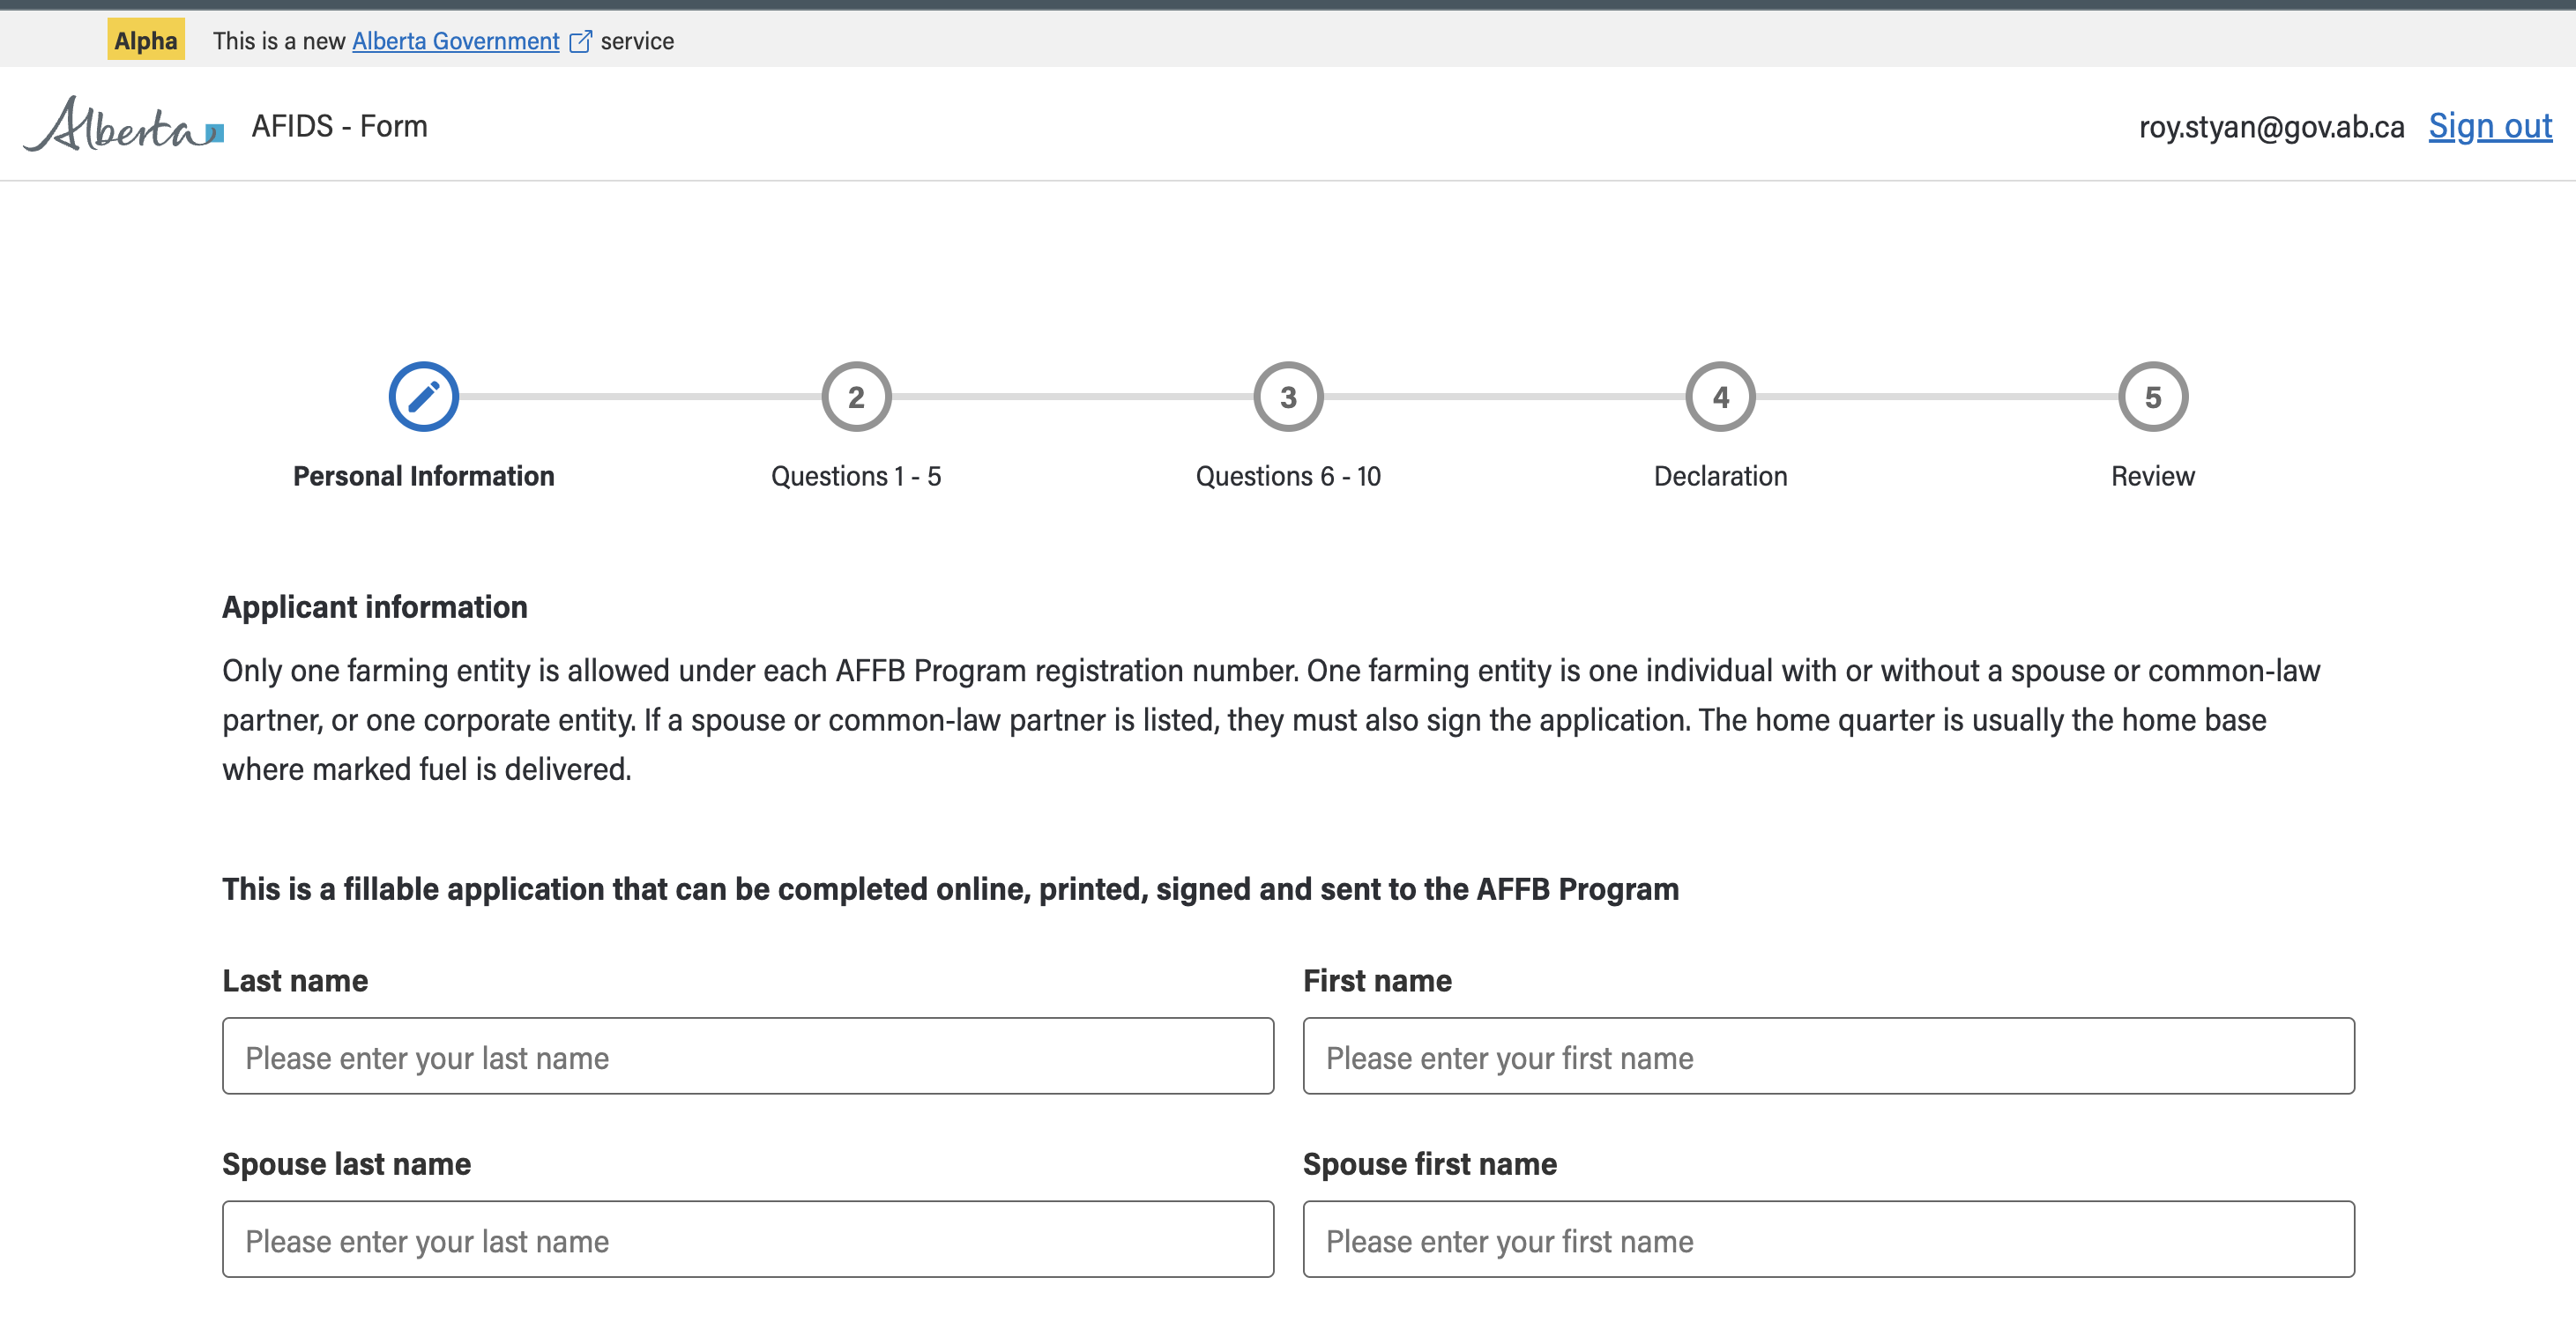 Alpha This is a new Alberta Government service
Alberta AFIDS - Form roy.styan@gov.ab.ca Sign out
2 3 4 5
Personal Information Questions 1 - 5 Questions 6 - 10 Declaration Review
Applicant information
Only one farming entity is allowed under each AFFB Program registration number. One farming entity is one individual with or without a spouse or common-law
partner, or one corporate entity. If a spouse or common-law partner is listed, they must also sign the application. The home quarter is usually the home base
where marked fuel is delivered.
This is a fillable application that can be completed online, printed, signed and sent to the AFFB Program
Last name First name
Please enter your last name Please enter your first name
Spouse last name Spouse first name
Please enter your last name Please enter your first name